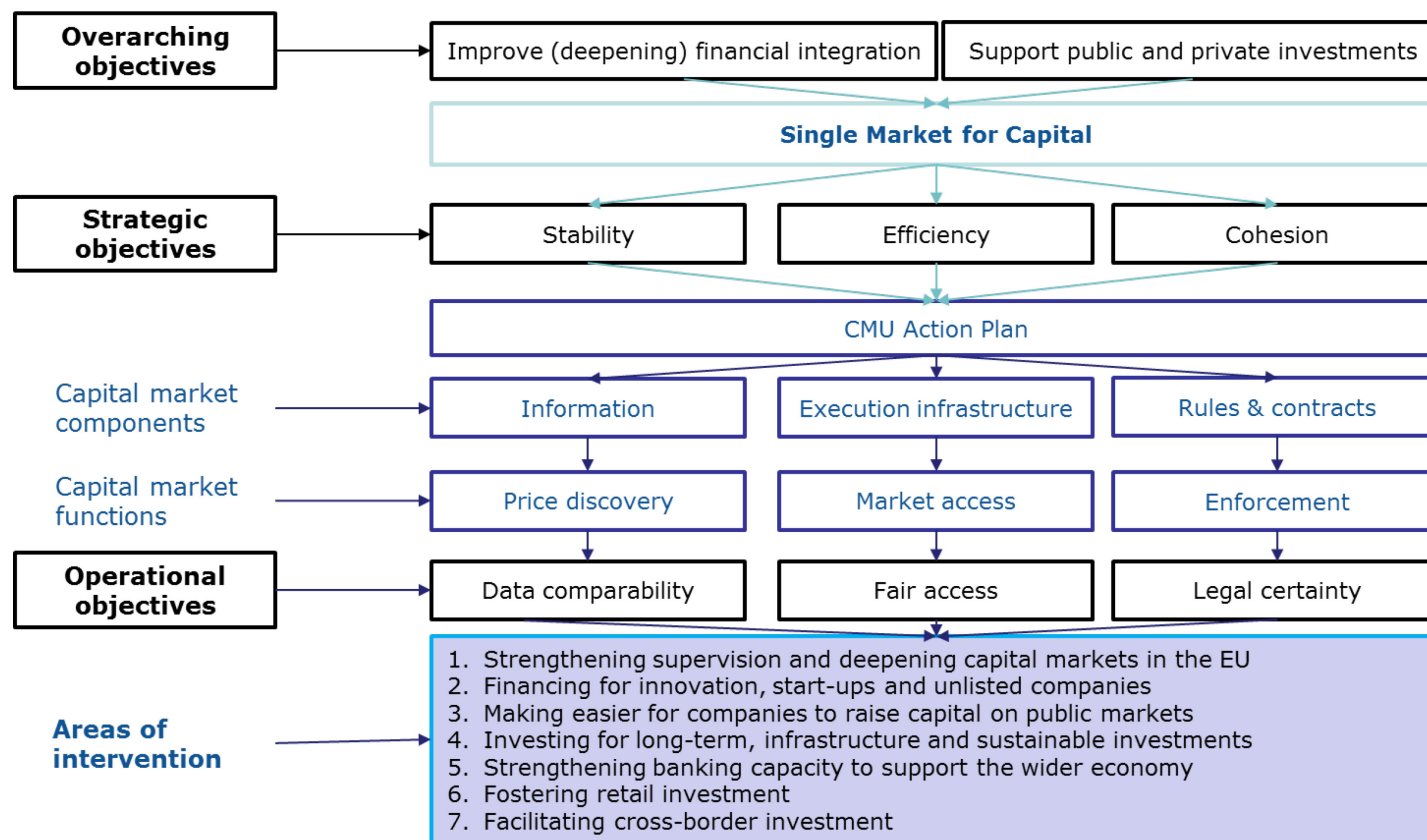 Overarching
objectives
Improve (deepening) financial integration
Support public and private investments
Single Market for Capital
Strategic
objectives
Stability
Efficiency
Cohesion
CMU Action Plan
Capital market
components
Information
Execution infrastructure
Rules & contracts
Capital market
functions
Price discovery
Market access
Enforcement
Operational
objectives
Data comparability
Fair access
Legal certainty
Areas of
intervention
1. Strengthening supervision and deepening capital markets in the EU
2. Financing for innovation, start-ups and unlisted companies
3. Making easier for companies to raise capital on public markets
4. Investing for long-term, infrastructure and sustainable investments
5. Strengthening banking capacity to support the wider economy
6. Fostering retail investment
7. Facilitating cross-border investment